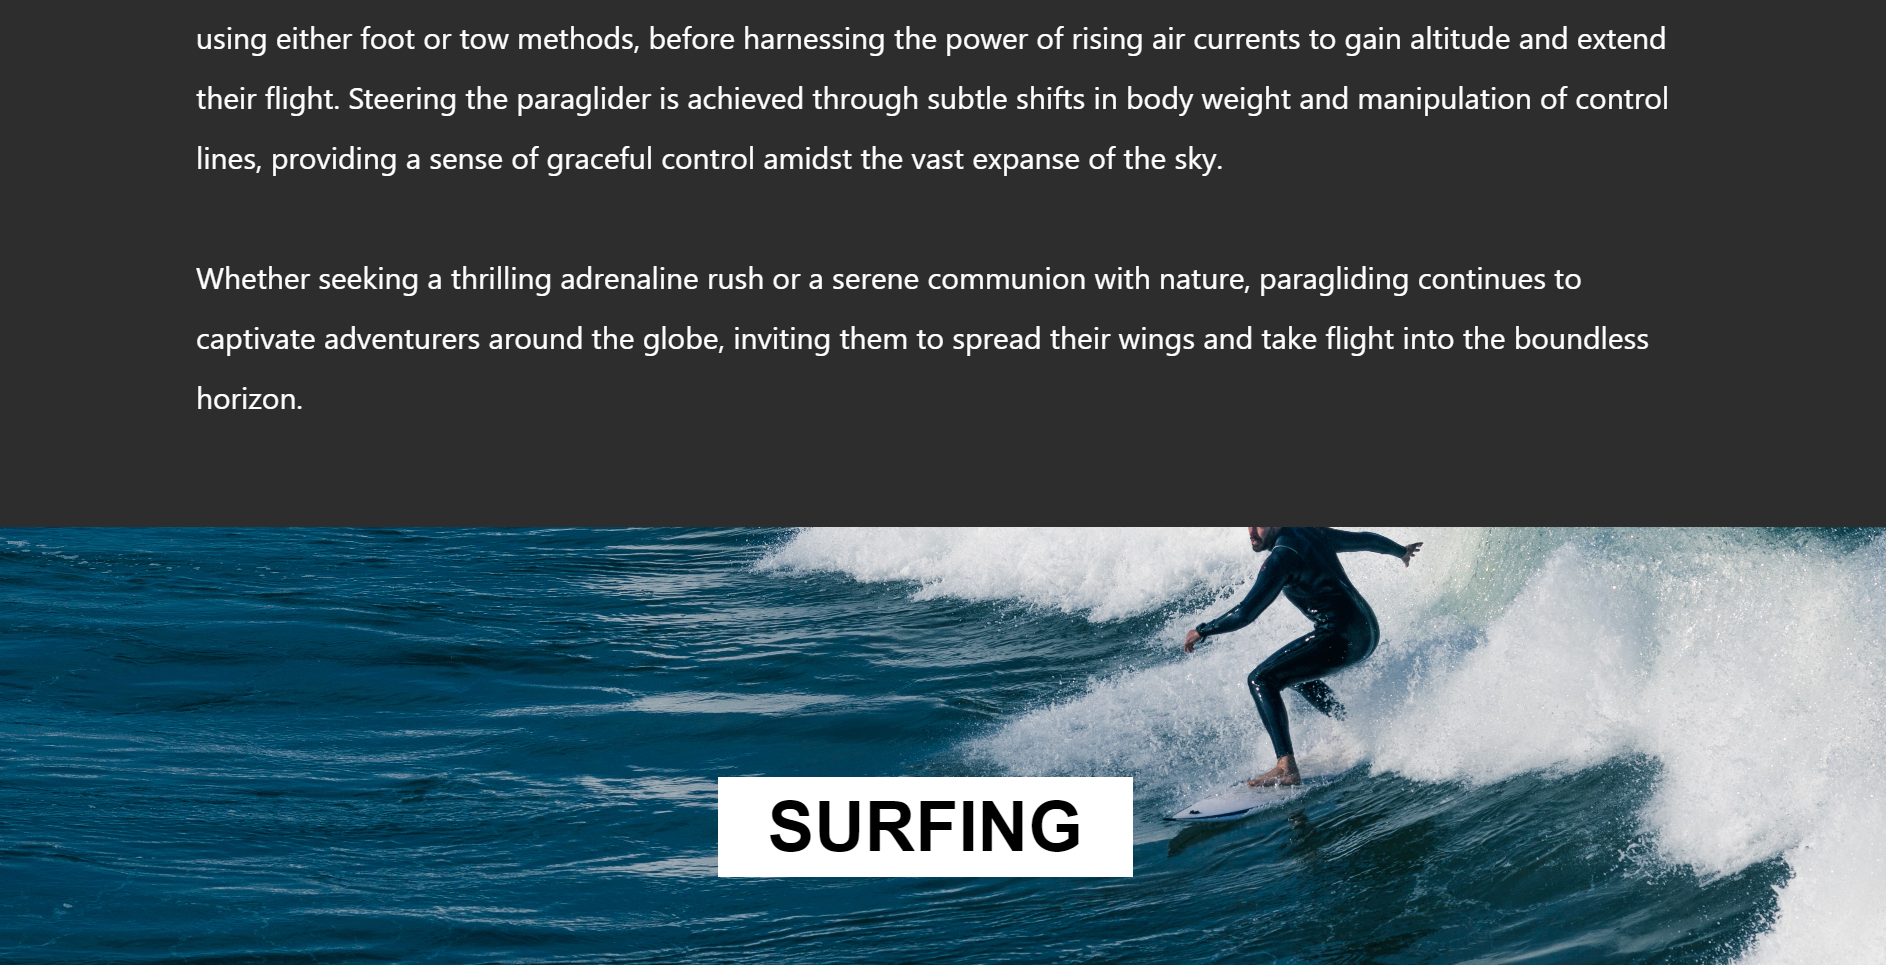 using either foot or tow methods, before harnessing the power of rising air currents to gain altitude and extend
their flight. Steering the paraglider is achieved through subtle shifts in body weight and manipulation of control
lines, providing a sense of graceful control amidst the vast expanse of the sky.
Whether seeking a thrilling adrenaline rush or a serene communion with nature, paragliding continues to
captivate adventurers around the globe, inviting them to spread their wings and take flight into the boundless
horizon.
SURFING